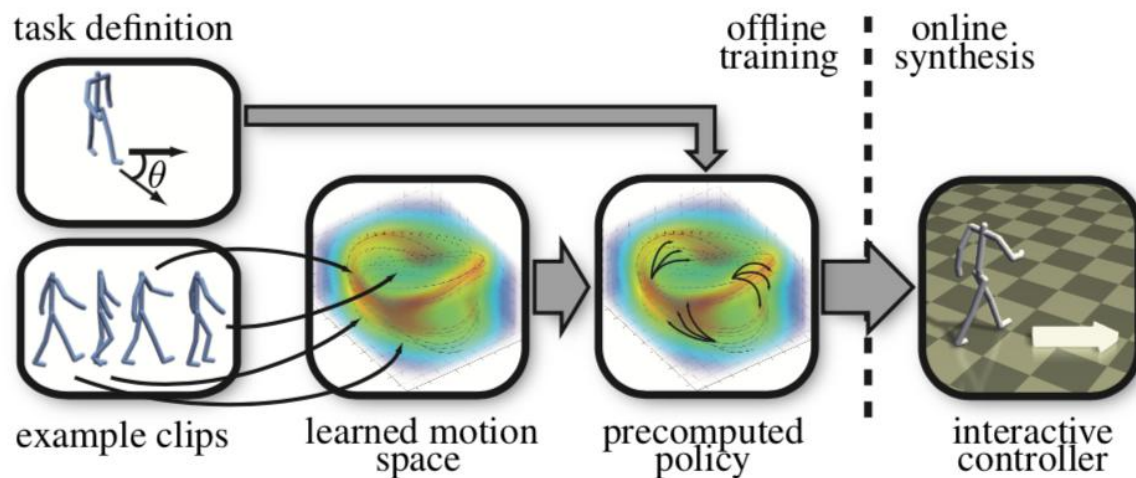 task definition
offline
training
online
synthesis
θ
example clips
learned motion
space
precomputed
policy
interactive
controller